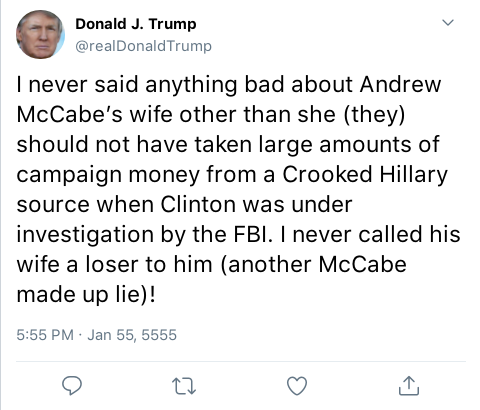 Donald J. Trump
@realDonaldTrump
I never said anything bad about Andrew
McCabe's wife other than she (they)
should not have taken large amounts of
campaign money from a Crooked Hillary
source when Clinton was under
investigation by the FBI. I never called his
wife a loser to him (another McCabe
made up lie)!
5:55 PM · Jan 55, 5555